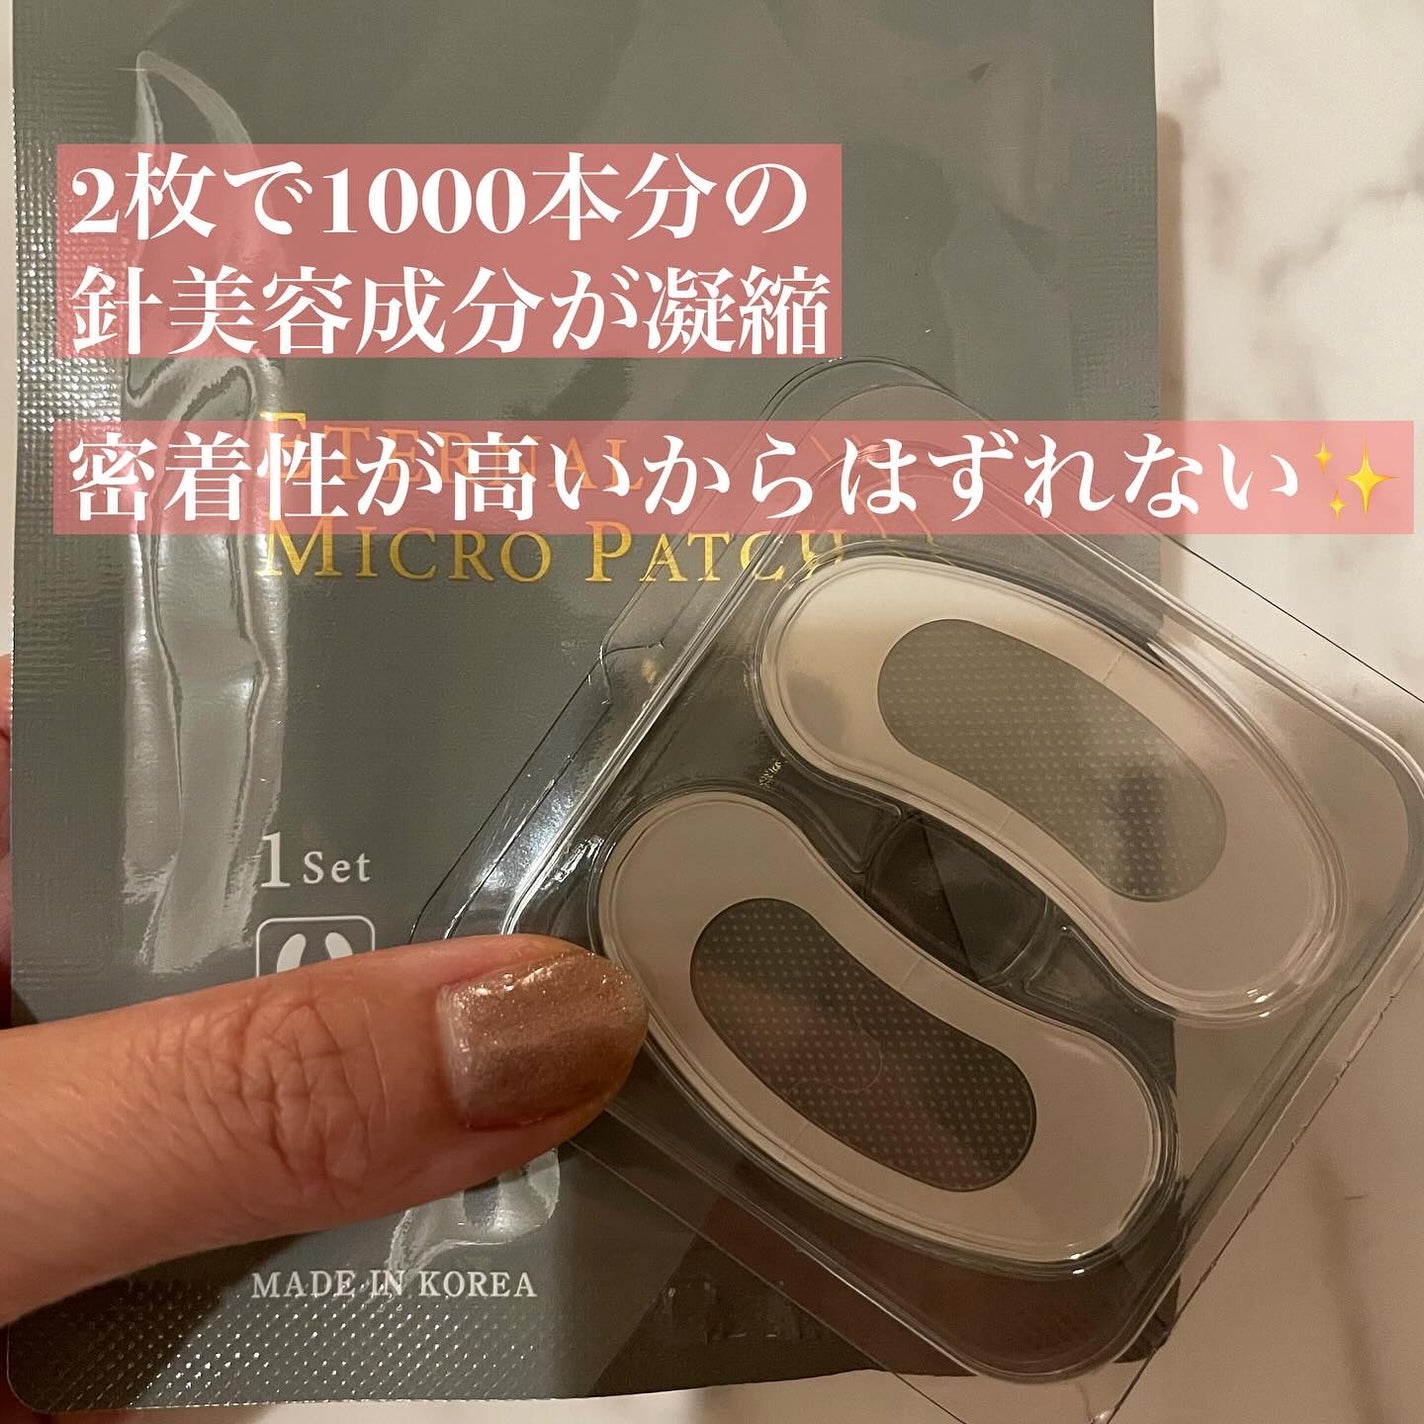 2枚で1000本分の
針美容成分が凝縮
密着性が高いからはずれない✨
ETERNAL
MICRO PATCH
1 Set
MADE IN KOREA